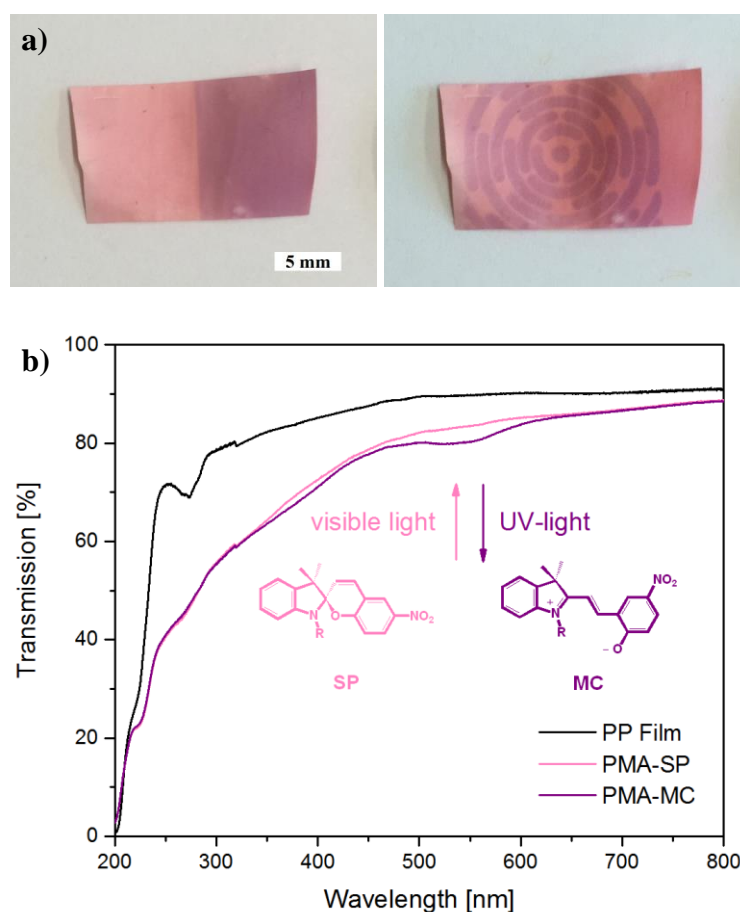 a)
5 mm
b)
100
80
60
40
20
0
Transmission [%]
visible light
UV-light
N
R
O
NO₂
SP
N
+
R
NO₂
O
−
MC
PP Film
PMA-SP
PMA-MC
200
300
400
500
600
700
800
Wavelength [nm]